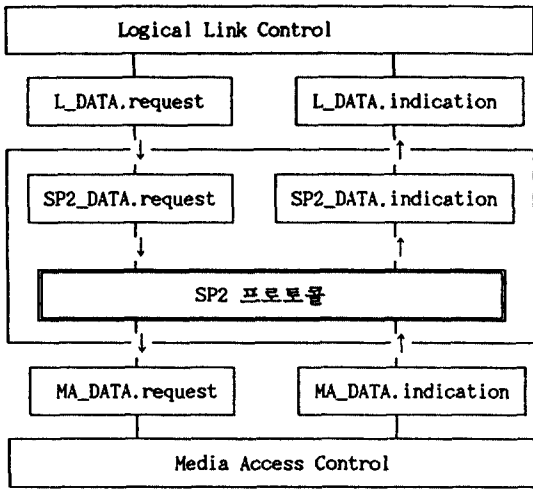 Logical Link Control
L_DATA.request L_DATA.indication
↓ ↑
SP2_DATA.request SP2_DATA.indication
↓ ↑
SP2 프로토콜
↓ ↑
MA_DATA.request MA_DATA.indication
Media Access Control